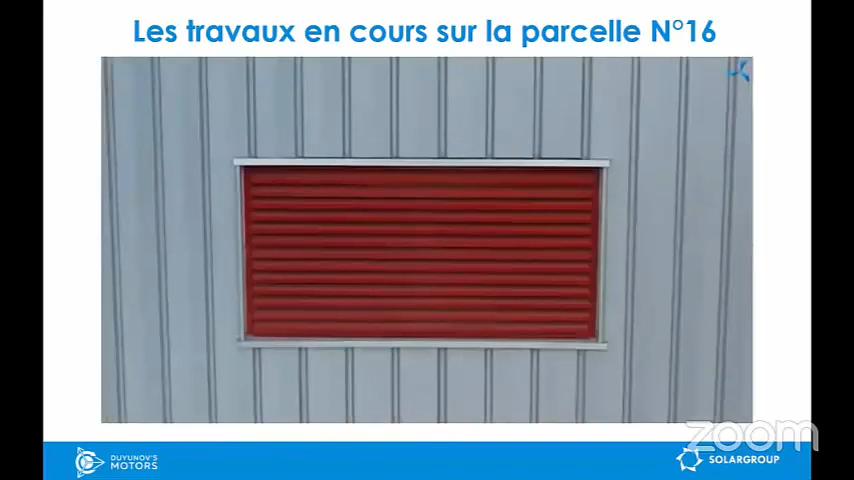 Les travaux en cours sur la parcelle N°16
zoom
DUYUNOV'S
MOTORS
SOLARGROUP